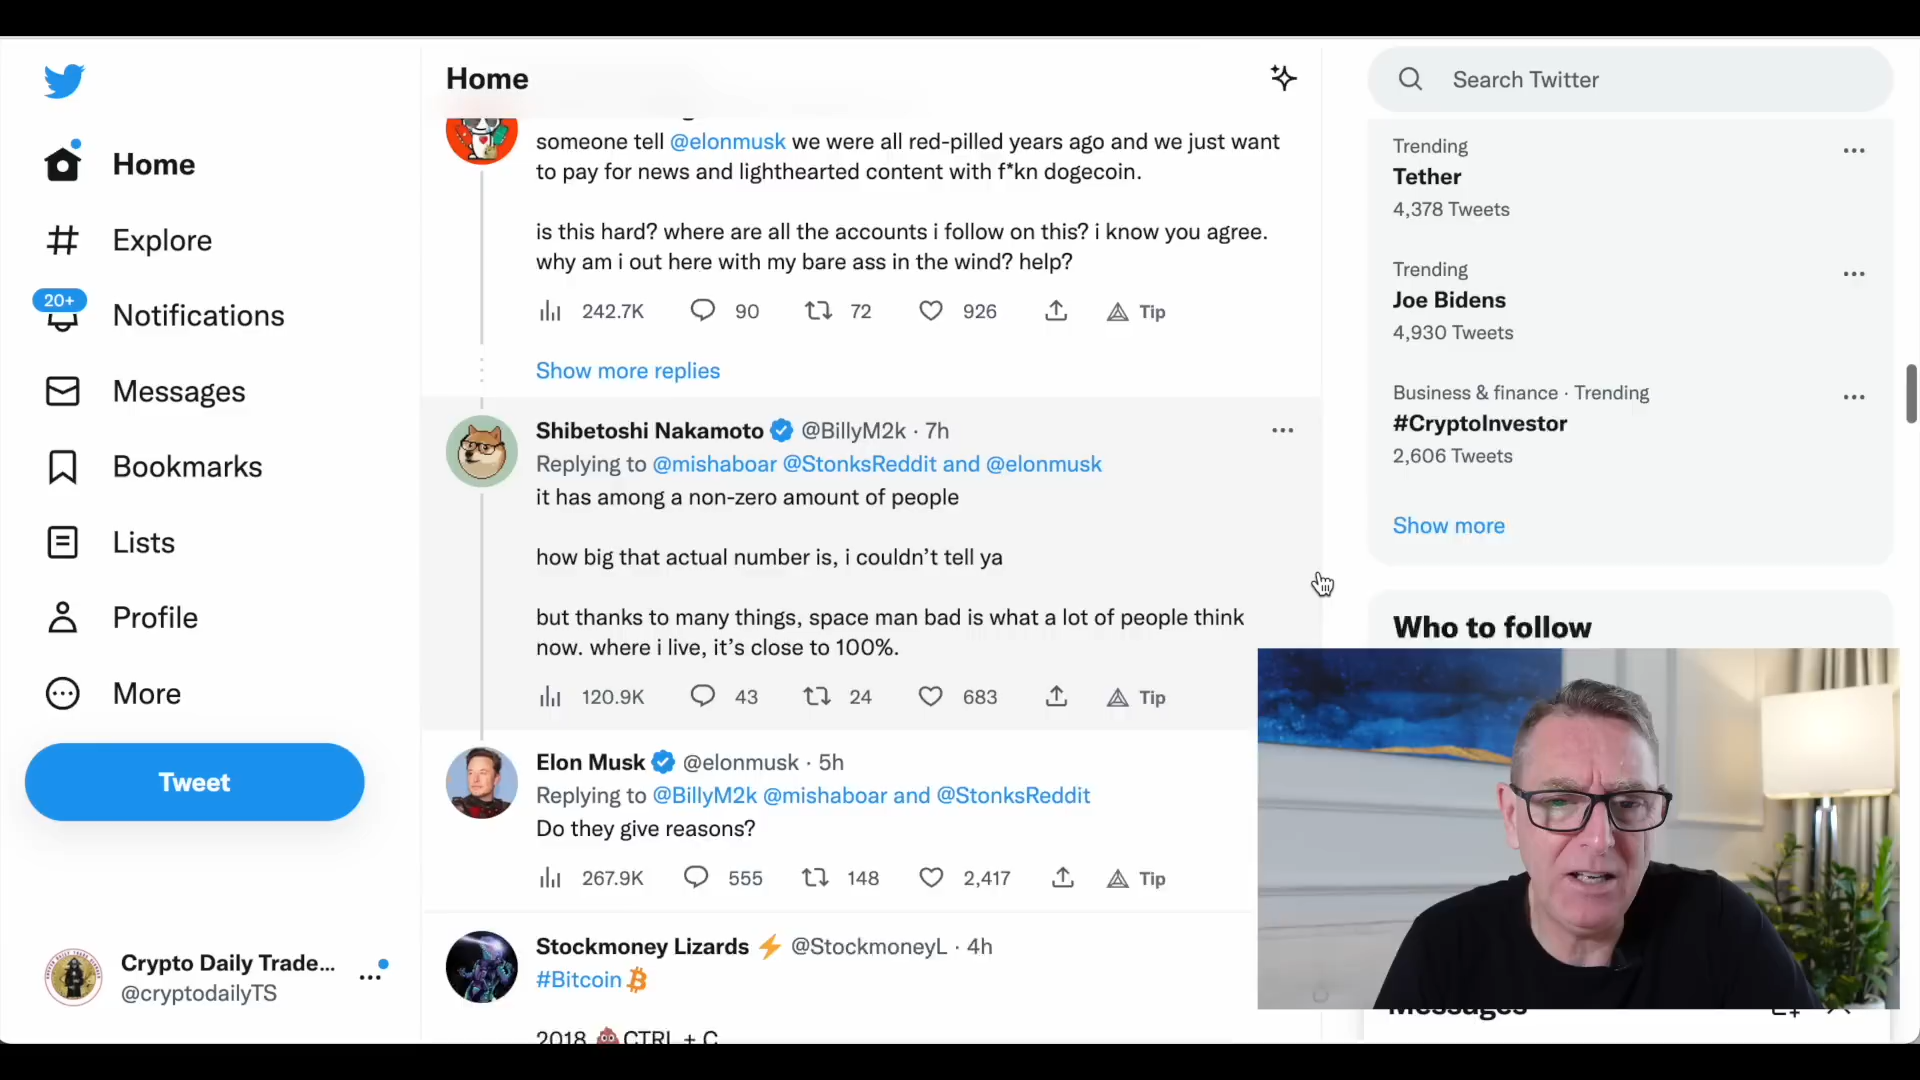 Home
Explore
20+
Notifications
Messages
Bookmarks
Lists
Profile
More
Tweet
Crypto Daily Trade...
@cryptodailyTS
Home
someone tell @elonmusk we were all red-pilled years ago and we just want
to pay for news and lighthearted content with f*kn dogecoin.
is this hard? where are all the accounts i follow on this? i know you agree.
why am i out here with my bare ass in the wind? help?
242.7K 90 72 926 Tip
Show more replies
Shibetoshi Nakamoto @BillyM2k · 7h
Replying to @mishaboar @StonksReddit and @elonmusk
it has among a non-zero amount of people
how big that actual number is, i couldn’t tell ya
but thanks to many things, space man bad is what a lot of people think
now. where i live, it’s close to 100%.
120.9K 43 24 683 Tip
Elon Musk @elonmusk · 5h
Replying to @BillyM2k @mishaboar and @StonksReddit
Do they give reasons?
267.9K 555 148 2,417 Tip
Stockmoney Lizards ⚡ @StockmoneyL · 4h
#Bitcoin
2018 💩 CTRL + C
Search Twitter
Trending
Tether
4,378 Tweets
Trending
Joe Bidens
4,930 Tweets
Business & finance · Trending
#CryptoInvestor
2,606 Tweets
Show more
Who to follow
Messages